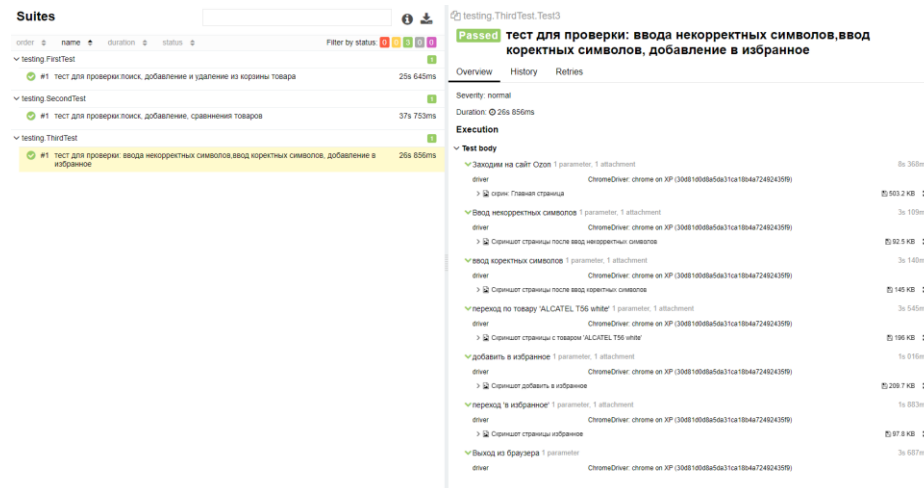 Suites
order name duration status Filter by status: 0 0 3 0 0
testing.FirstTest 1
#1 тест для проверки:поиск, добавление и удаление из корзины товара 25s 645ms
testing.SecondTest 1
#1 тест для проверки:поиск, добавление, сравннения товаров 37s 753ms
testing.ThirdTest 1
#1 тест для проверки: ввода некорректных символов,ввод коректных символов, добавление в
избранное 26s 856ms
testing.ThirdTest.Test3
Passed тест для проверки: ввода некорректных символов,ввод
коректных символов, добавление в избранное
Overview History Retries
Severity: normal
Duration: 26s 856ms
Execution
Test body
Заходим на сайт Ozon 1 parameter, 1 attachment 8s 368m
driver ChromeDriver: chrome on XP (30d81d0d8a5da31ca18b4a72492435f9)
скрин: Главная страница 503.2 KB
Ввод некорректных символов 1 parameter, 1 attachment 3s 109m
driver ChromeDriver: chrome on XP (30d81d0d8a5da31ca18b4a72492435f9)
Скриншот страницы после ввод некорректных символов 92.5 KB
ввод коректных символов 1 parameter, 1 attachment 3s 140m
driver ChromeDriver: chrome on XP (30d81d0d8a5da31ca18b4a72492435f9)
Скриншот страницы после ввод коректных символов 145 KB
переход по товару 'ALCATEL T56 white' 1 parameter, 1 attachment 3s 545m
driver ChromeDriver: chrome on XP (30d81d0d8a5da31ca18b4a72492435f9)
Скриншот страницы с товаром 'ALCATEL T56 white' 196 KB
добавить в избранное 1 parameter, 1 attachment 1s 016m
driver ChromeDriver: chrome on XP (30d81d0d8a5da31ca18b4a72492435f9)
Скриншот добавить в избранное 209.7 KB
переход 'в избранное' 1 parameter, 1 attachment 1s 883m
driver ChromeDriver: chrome on XP (30d81d0d8a5da31ca18b4a72492435f9)
Скриншот страницы избранное 97.8 KB
Выход из браузера 1 parameter 3s 687m
driver ChromeDriver: chrome on XP (30d81d0d8a5da31ca18b4a72492435f9)